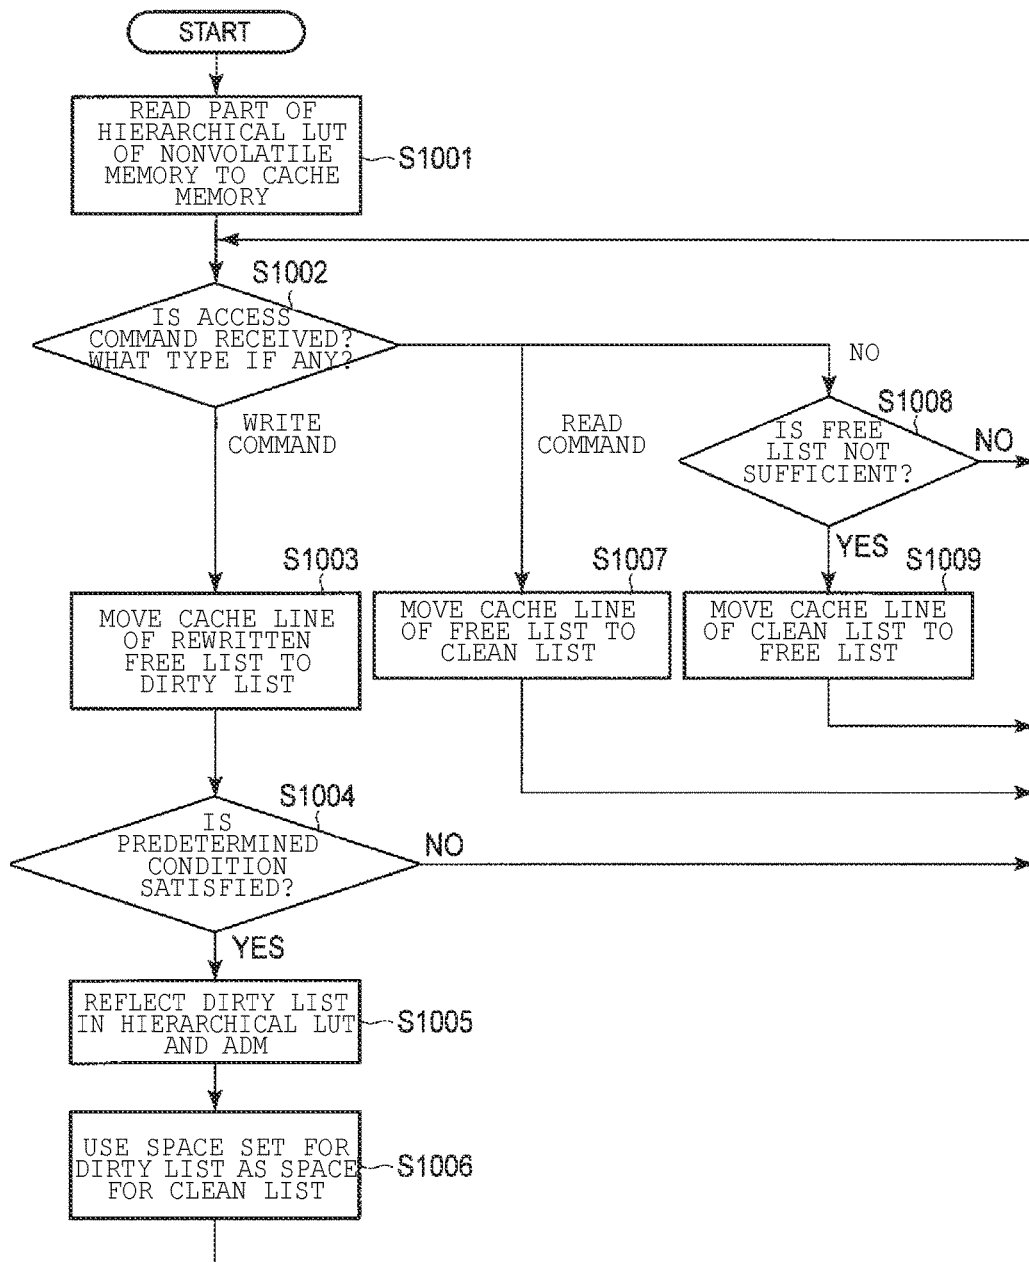 START
READ PART OF
HIERARCHICAL LUT
OF NONVOLATILE
MEMORY TO CACHE
MEMORY
S1001
S1002
IS ACCESS
COMMAND RECEIVED?
WHAT TYPE IF ANY?
WRITE
COMMAND
READ
COMMAND
NO
S1008
IS FREE
LIST NOT
SUFFICIENT?
NO
YES
S1003
MOVE CACHE LINE
OF REWRITTEN
FREE LIST TO
DIRTY LIST
S1007
MOVE CACHE LINE
OF FREE LIST TO
CLEAN LIST
S1009
MOVE CACHE LINE
OF CLEAN LIST TO
FREE LIST
S1004
IS
PREDETERMINED
CONDITION
SATISFIED?
NO
YES
REFLECT DIRTY LIST
IN HIERARCHICAL LUT
AND ADM
S1005
USE SPACE SET FOR
DIRTY LIST AS SPACE
FOR CLEAN LIST
S1006